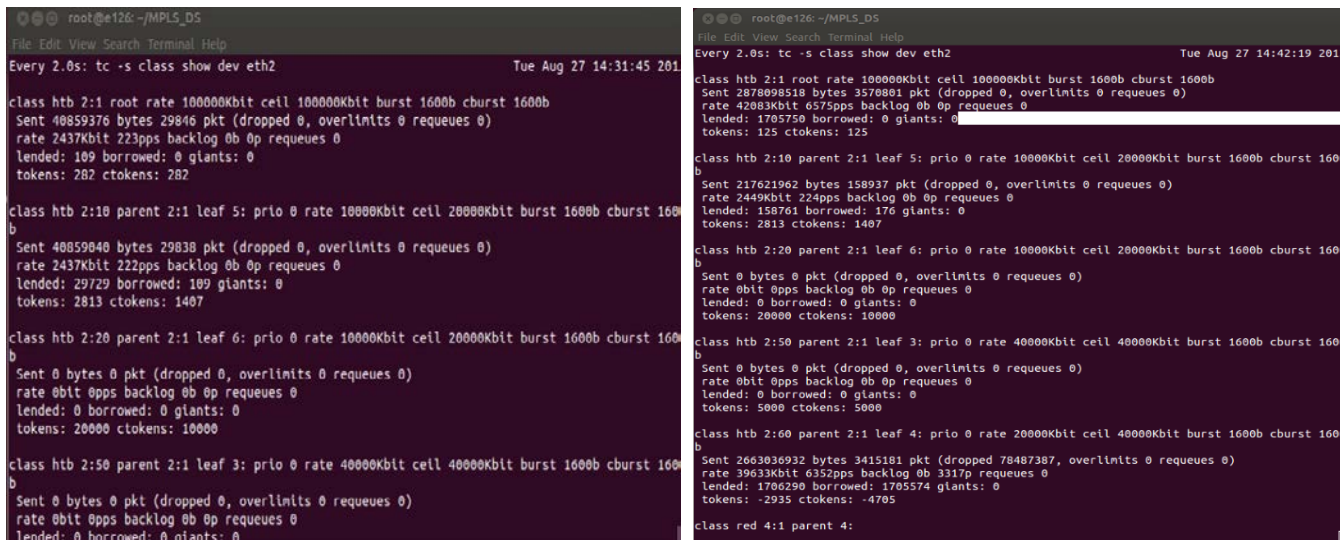 root@e126: ~/MPLS_DS
File Edit View Search Terminal Help
Every 2.0s: tc -s class show dev eth2 Tue Aug 27 14:31:45 201
class htb 2:1 root rate 100000Kbit ceil 100000Kbit burst 1600b cburst 1600b
Sent 40859376 bytes 29846 pkt (dropped 0, overlimits 0 requeues 0)
rate 2437Kbit 223pps backlog 0b 0p requeues 0
lended: 109 borrowed: 0 giants: 0
tokens: 282 ctokens: 282
class htb 2:10 parent 2:1 leaf 5: prio 0 rate 10000Kbit ceil 20000Kbit burst 1600b cburst 160
b
Sent 40859040 bytes 29838 pkt (dropped 0, overlimits 0 requeues 0)
rate 2437Kbit 222pps backlog 0b 0p requeues 0
lended: 29729 borrowed: 109 giants: 0
tokens: 2813 ctokens: 1407
class htb 2:20 parent 2:1 leaf 6: prio 0 rate 10000Kbit ceil 20000Kbit burst 1600b cburst 160
b
Sent 0 bytes 0 pkt (dropped 0, overlimits 0 requeues 0)
rate 0bit 0pps backlog 0b 0p requeues 0
lended: 0 borrowed: 0 giants: 0
tokens: 20000 ctokens: 10000
class htb 2:50 parent 2:1 leaf 3: prio 0 rate 40000Kbit ceil 40000Kbit burst 1600b cburst 160
b
Sent 0 bytes 0 pkt (dropped 0, overlimits 0 requeues 0)
rate 0bit 0pps backlog 0b 0p requeues 0
lended: 0 borrowed: 0 giants: 0
root@e126: ~/MPLS_DS
File Edit View Search Terminal Help
Every 2.0s: tc -s class show dev eth2 Tue Aug 27 14:42:19 201
class htb 2:1 root rate 100000Kbit ceil 100000Kbit burst 1600b cburst 1600b
Sent 2878098518 bytes 3570801 pkt (dropped 0, overlimits 0 requeues 0)
rate 42083Kbit 6575pps backlog 0b 0p requeues 0
lended: 1705750 borrowed: 0 giants: 0
tokens: 125 ctokens: 125
class htb 2:10 parent 2:1 leaf 5: prio 0 rate 10000Kbit ceil 20000Kbit burst 1600b cburst 160
b
Sent 217621962 bytes 158937 pkt (dropped 0, overlimits 0 requeues 0)
rate 2449Kbit 224pps backlog 0b 0p requeues 0
lended: 158761 borrowed: 176 giants: 0
tokens: 2813 ctokens: 1407
class htb 2:20 parent 2:1 leaf 6: prio 0 rate 10000Kbit ceil 20000Kbit burst 1600b cburst 160
b
Sent 0 bytes 0 pkt (dropped 0, overlimits 0 requeues 0)
rate 0bit 0pps backlog 0b 0p requeues 0
lended: 0 borrowed: 0 giants: 0
tokens: 20000 ctokens: 10000
class htb 2:50 parent 2:1 leaf 3: prio 0 rate 40000Kbit ceil 40000Kbit burst 1600b cburst 160
b
Sent 0 bytes 0 pkt (dropped 0, overlimits 0 requeues 0)
rate 0bit 0pps backlog 0b 0p requeues 0
lended: 0 borrowed: 0 giants: 0
tokens: 5000 ctokens: 5000
class htb 2:60 parent 2:1 leaf 4: prio 0 rate 20000Kbit ceil 40000Kbit burst 1600b cburst 160
b
Sent 2663036932 bytes 3415181 pkt (dropped 78487387, overlimits 0 requeues 0)
rate 39633Kbit 6352pps backlog 0b 3317p requeues 0
lended: 1706290 borrowed: 1705574 giants: 0
tokens: -2935 ctokens: -4705
class red 4:1 parent 4: